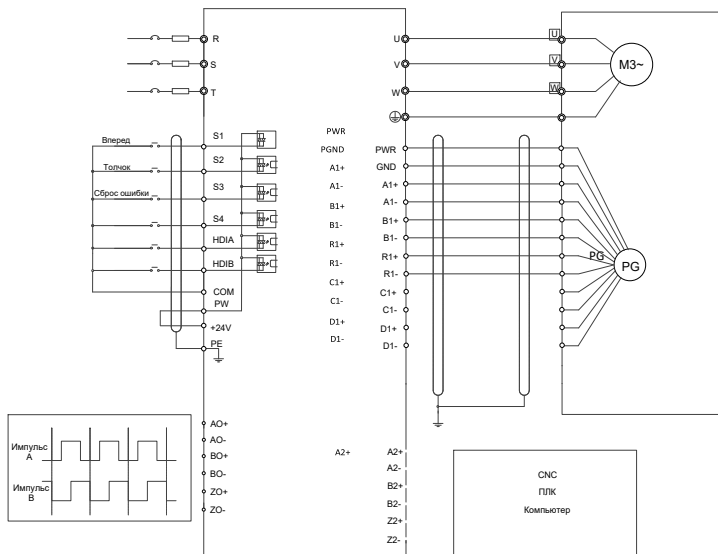 R
S
T
U
V
W
U
V
W
M3~
Вперед
Толчок
Сброс ошибки
S1
S2
S3
S4
HDIA
HDIB
COM
PW
+24V
PE
PWR
PGND
A1+
A1-
B1+
B1-
R1+
R1-
C1+
C1-
D1+
D1-
PWR
GND
A1+
A1-
B1+
B1-
R1+
R1-
C1+
C1-
D1+
D1-
PG
PG
Импульс
A
Импульс
B
AO+
AO-
BO+
BO-
ZO+
ZO-
A2+
A2+
A2-
B2+
B2-
Z2+
Z2-
CNC
ПЛК
Компьютер